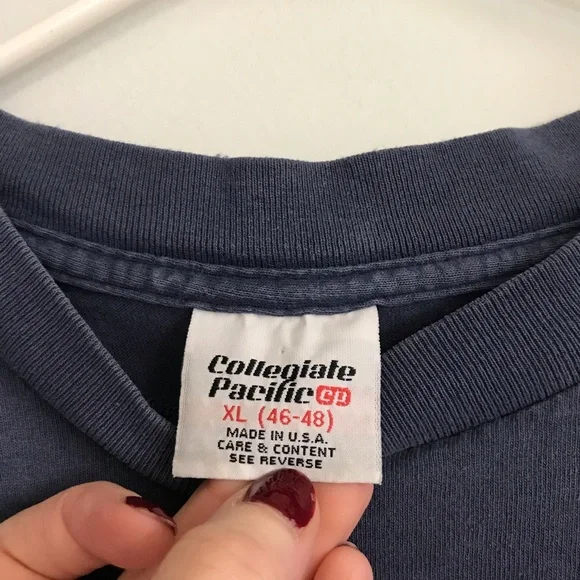 Collegiate
Pacific CP
XL (46-48)
MADE IN U.S.A.
CARE & CONTENT
SEE REVERSE